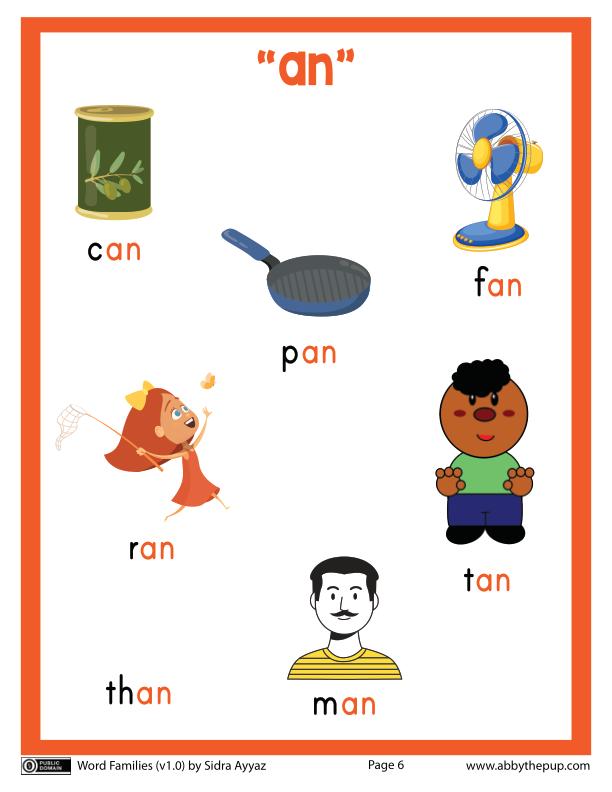 “an”
can
fan
pan
ran
tan
than
man
PUBLIC
DOMAIN
Word Families (v1.0) by Sidra Ayyaz
Page 6
www.abbythepup.com